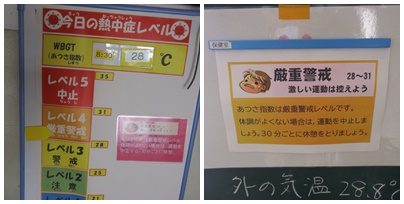 今日の熱中症レベル
WBGT
(あつさ指数)
8:30
28
℃
35
レベル5
中止
31
レベル4
厳重警戒
28
レベル3
警戒
25
レベル2
注意
21
保健室
厳重警戒 28~31
激しい運動は控えよう
あつさ指数は厳重警戒レベルです。
体調がよくない場合は、運動を中止しま
しょう。30分ごとに休憩をとりましょう。
外の気温 28.8°